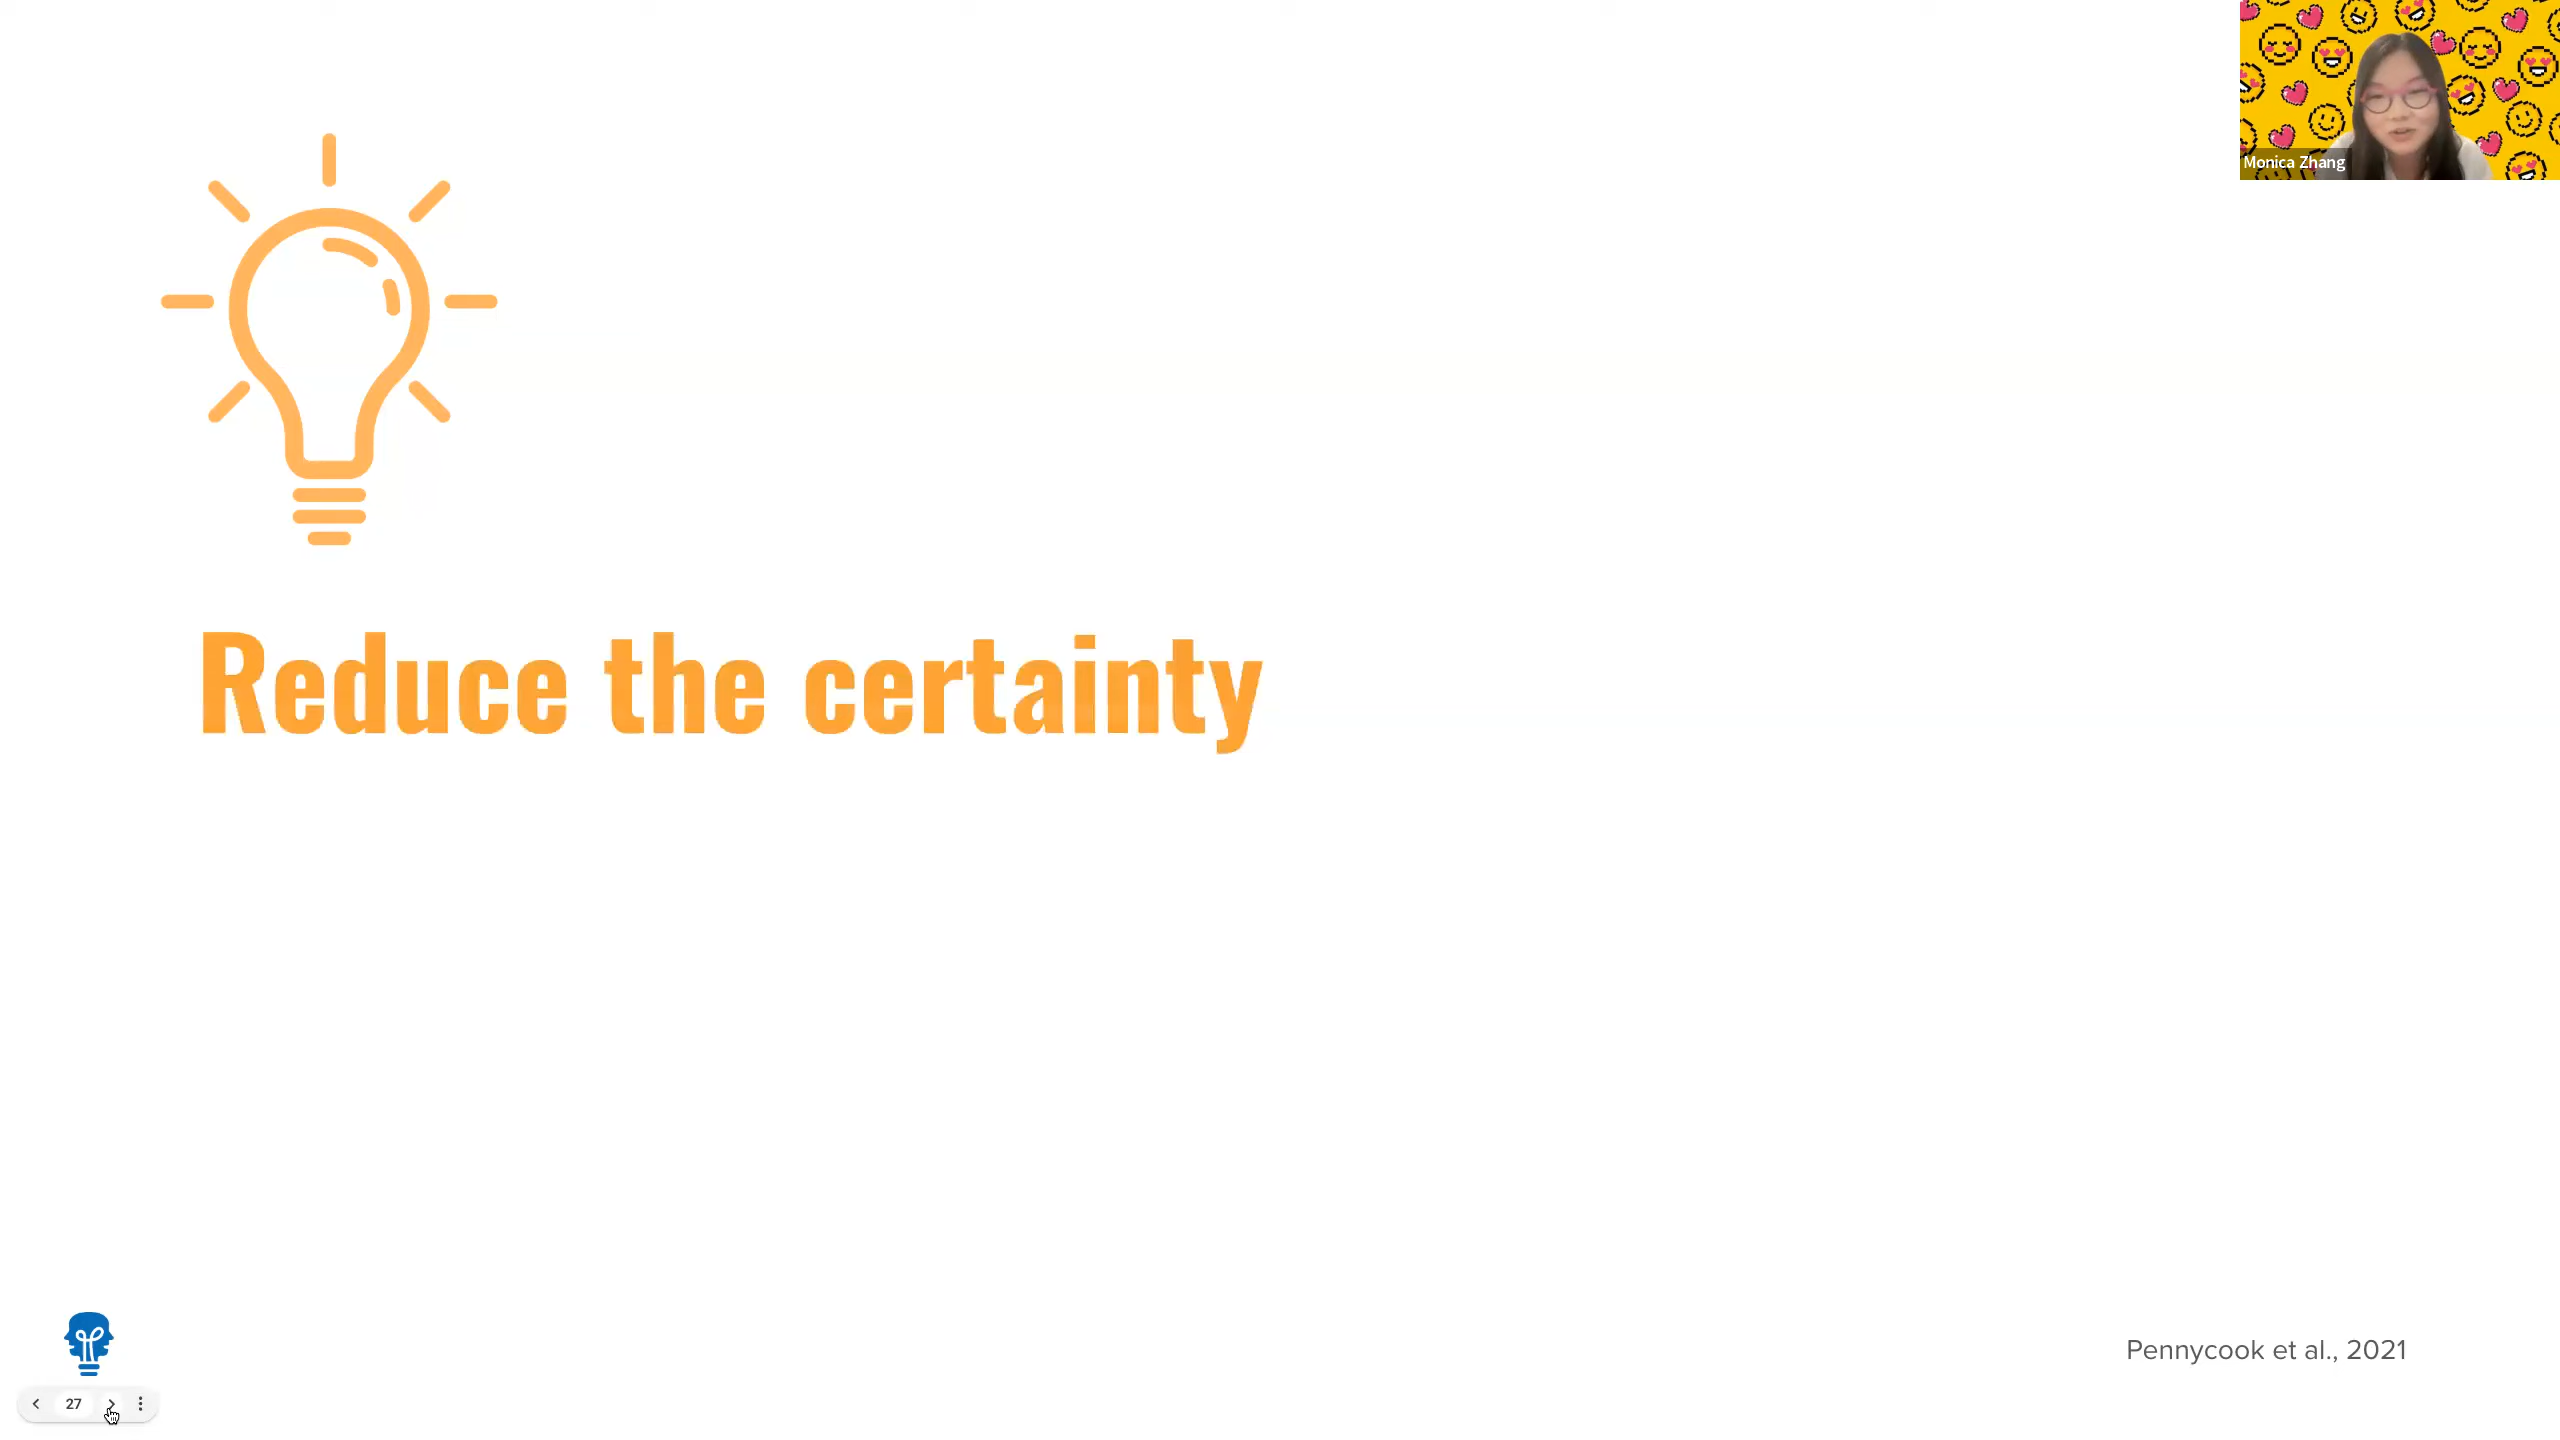 Monica Zhang
Reduce the certainty
Pennycook et al., 2021
27